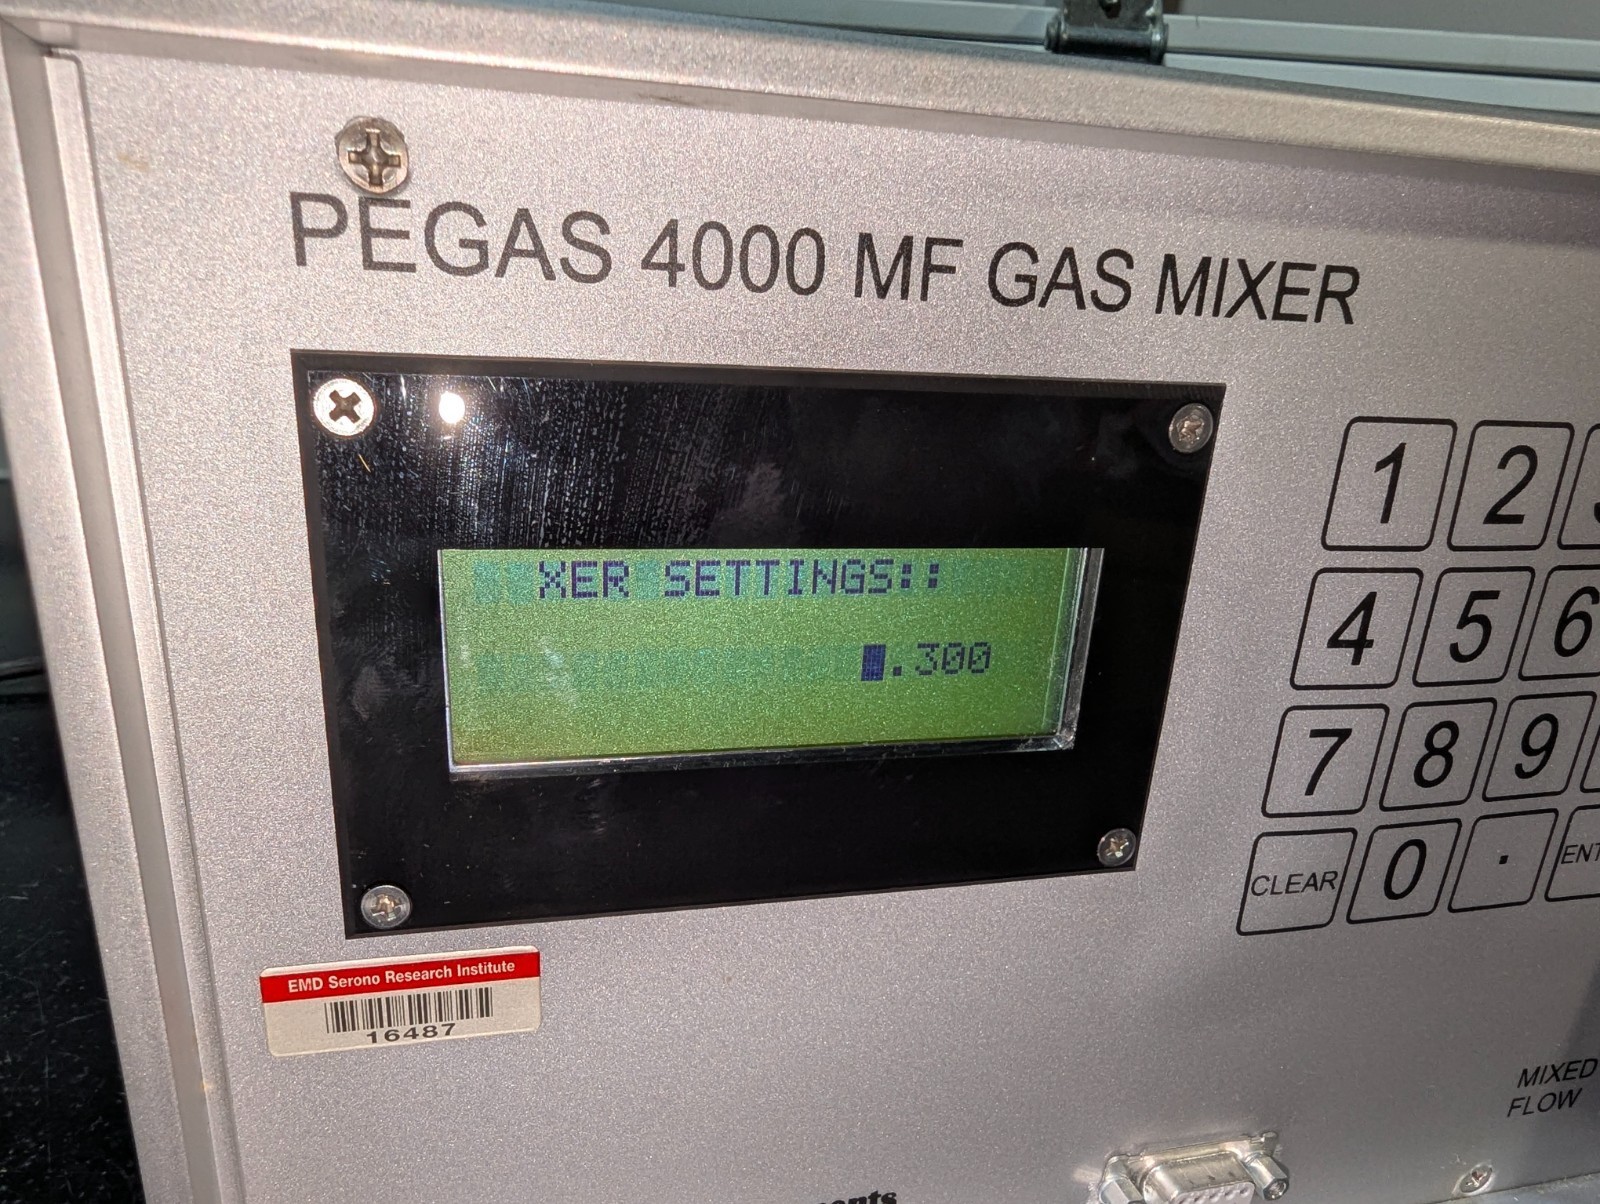 PEGAS 4000 MF GAS MIXER
XER SETTINGS::
.300
1 2
4 5 6
7 8 9
CLEAR 0 .
EMD Serono Research Institute
16487
MIXED
FLOW